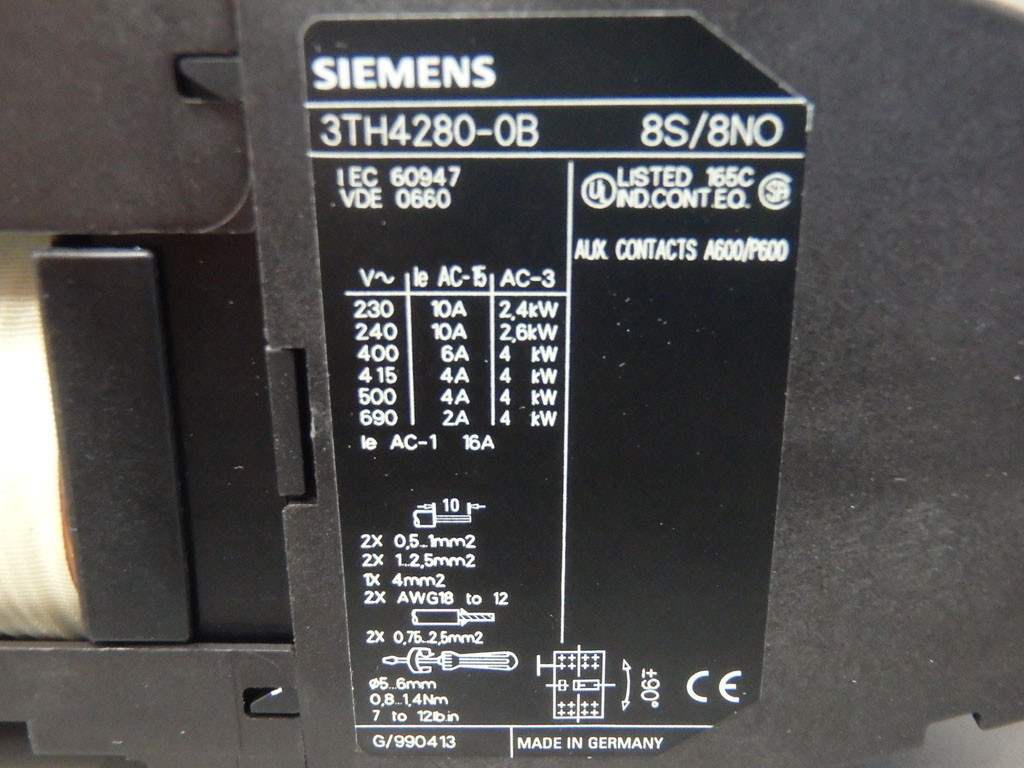 SIEMENS
3TH4280-0B 8S/8NO
IEC 60947
VDE 0660
UL LISTED 165C
IND.CONT.EQ. SA
AUX. CONTACTS A600/P600
V~ Ie AC-15 AC-3
230 10A 2,4kW
240 10A 2,6kW
400 6A 4 kW
415 4A 4 kW
500 4A 4 kW
690 2A 4 kW
Ie AC-1 16A
10
2X 0,5...1mm2
2X 1...2,5mm2
1X 4mm2
2X AWG18 to 12
2X 0,75...2,5mm2
ø5...6mm
0,8...1,4Nm
7 to 12lb.in
±90°
CE
G/990413 MADE IN GERMANY